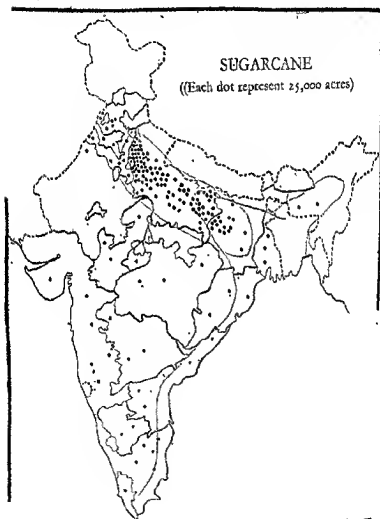 SUGARCANE
((Each dot represent 25,000 acres)